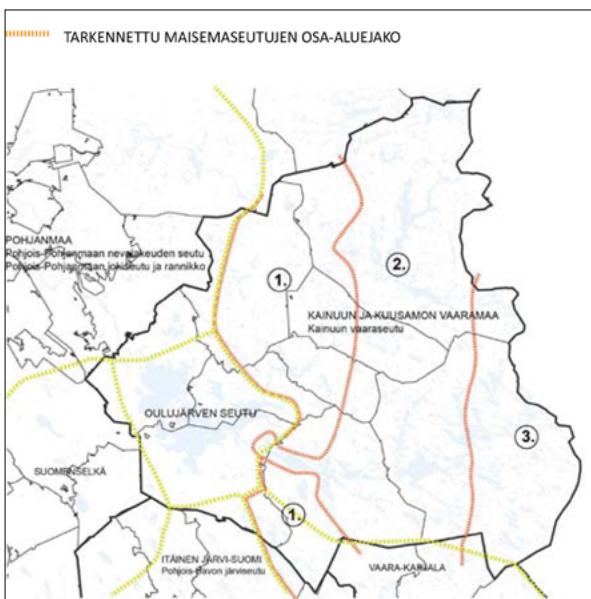 TARKENNETTU MAISEMASEUTUJEN OSA-ALUEJAKO
POHJANMAA
Pohjois-Pohjanmaan nevalakeuden seutu
Pohjois-Pohjanmaan jokiseutu ja rannikko
1.
2.
KAINUUN JA KUUSAMON VAARAMAA
Kainuun vaaraseutu
OULUJÄRVEN SEUTU
3.
SUOMENSELKÄ
1.
ITÄINEN JÄRVI-SUOMI
Pohjois-Savon järviseutu
VAARA-KARJALA